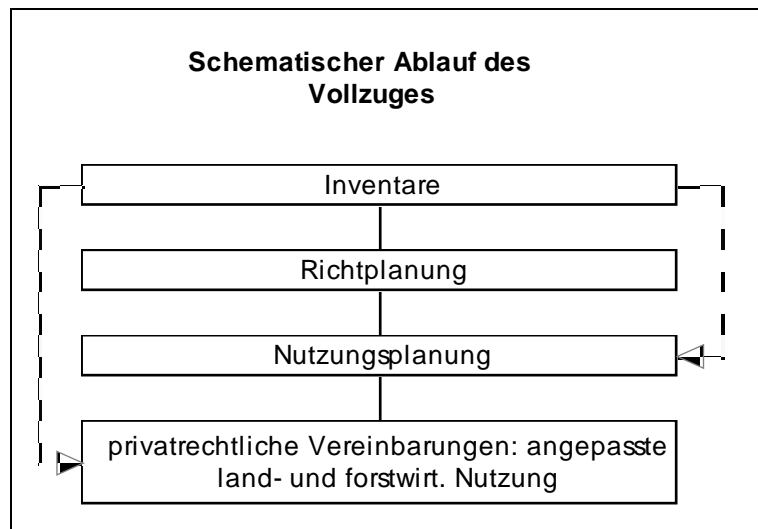 Schematischer Ablauf des
Vollzuges
Inventare
Richtplanung
Nutzungsplanung
privatrechtliche Vereinbarungen: angepasste
land- und forstwirt. Nutzung